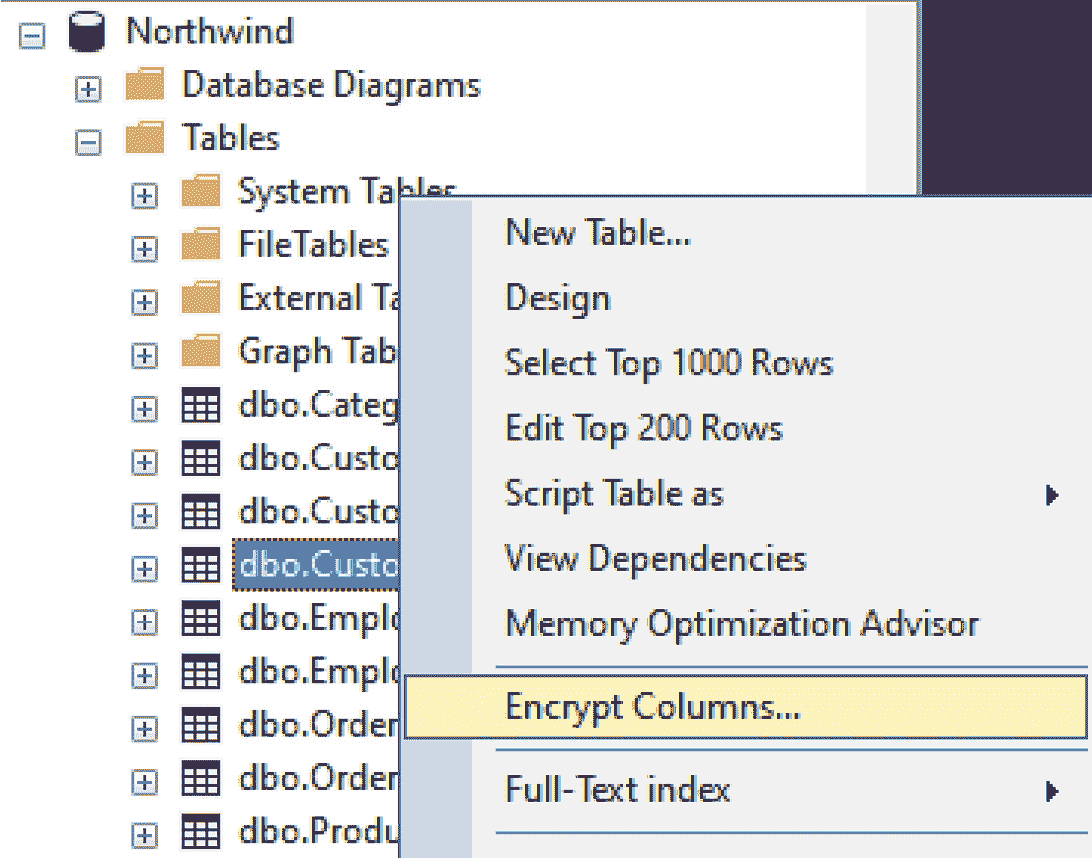 Northwind
Database Diagrams
Tables
System Tables
FileTables
External Ta
Graph Tab
dbo.Categ
dbo.Custo
dbo.Custo
dbo.Custo
dbo.Emplo
dbo.Emplo
dbo.Order
dbo.Order
dbo.Produ
New Table...
Design
Select Top 1000 Rows
Edit Top 200 Rows
Script Table as
View Dependencies
Memory Optimization Advisor
Encrypt Columns...
Full-Text index